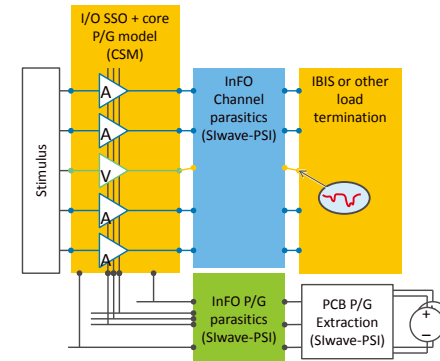 I/O SSO + core
P/G model
(CSM)
InFO
Channel
parasitics
(SIwave-PSI)
IBIS or other
load
termination
Stimulus
A
A
V
A
A
InFO P/G
parasitics
(SIwave-PSI)
PCB P/G
Extraction
(SIwave-PSI)
+
−